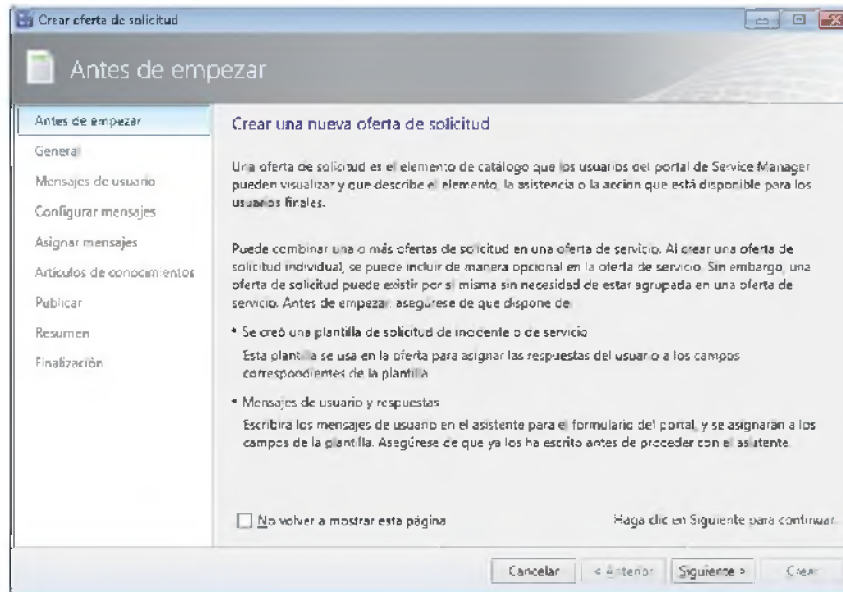 Crear oferta de solicitud
Antes de empezar
Antes de empezar
General
Mensajes de usuario
Configurar mensajes
Asignar mensajes
Artículos de conocimientos
Publicar
Resumen
Finalización
Crear una nueva oferta de solicitud
Una oferta de solicitud es el elemento de catálogo que los usuarios del portal de Service Manager
pueden visualizar y que describe el elemento, la asistencia o la acción que está disponible para los
usuarios finales.
Puede combinar una o más ofertas de solicitud en una oferta de servicio. Al crear una oferta de
solicitud individual, se puede incluir de manera opcional en la oferta de servicio. Sin embargo, una
oferta de solicitud puede existir por sí misma sin necesidad de estar agrupada en una oferta de
servicio. Antes de empezar, asegúrese de que dispone de:
• Se creó una plantilla de solicitud de incidente o de servicio
Esta plantilla se usa en la oferta para asignar las respuestas del usuario a los campos
correspondientes de la plantilla
• Mensajes de usuario y respuestas
Escribirá los mensajes de usuario en el asistente para el formulario del portal, y se asignarán a los
campos de la plantilla. Asegúrese de que ya los ha escrito antes de proceder con el asistente.
No volver a mostrar esta página
Haga clic en Siguiente para continuar.
Cancelar
< Anterior
Siguiente >
Crear